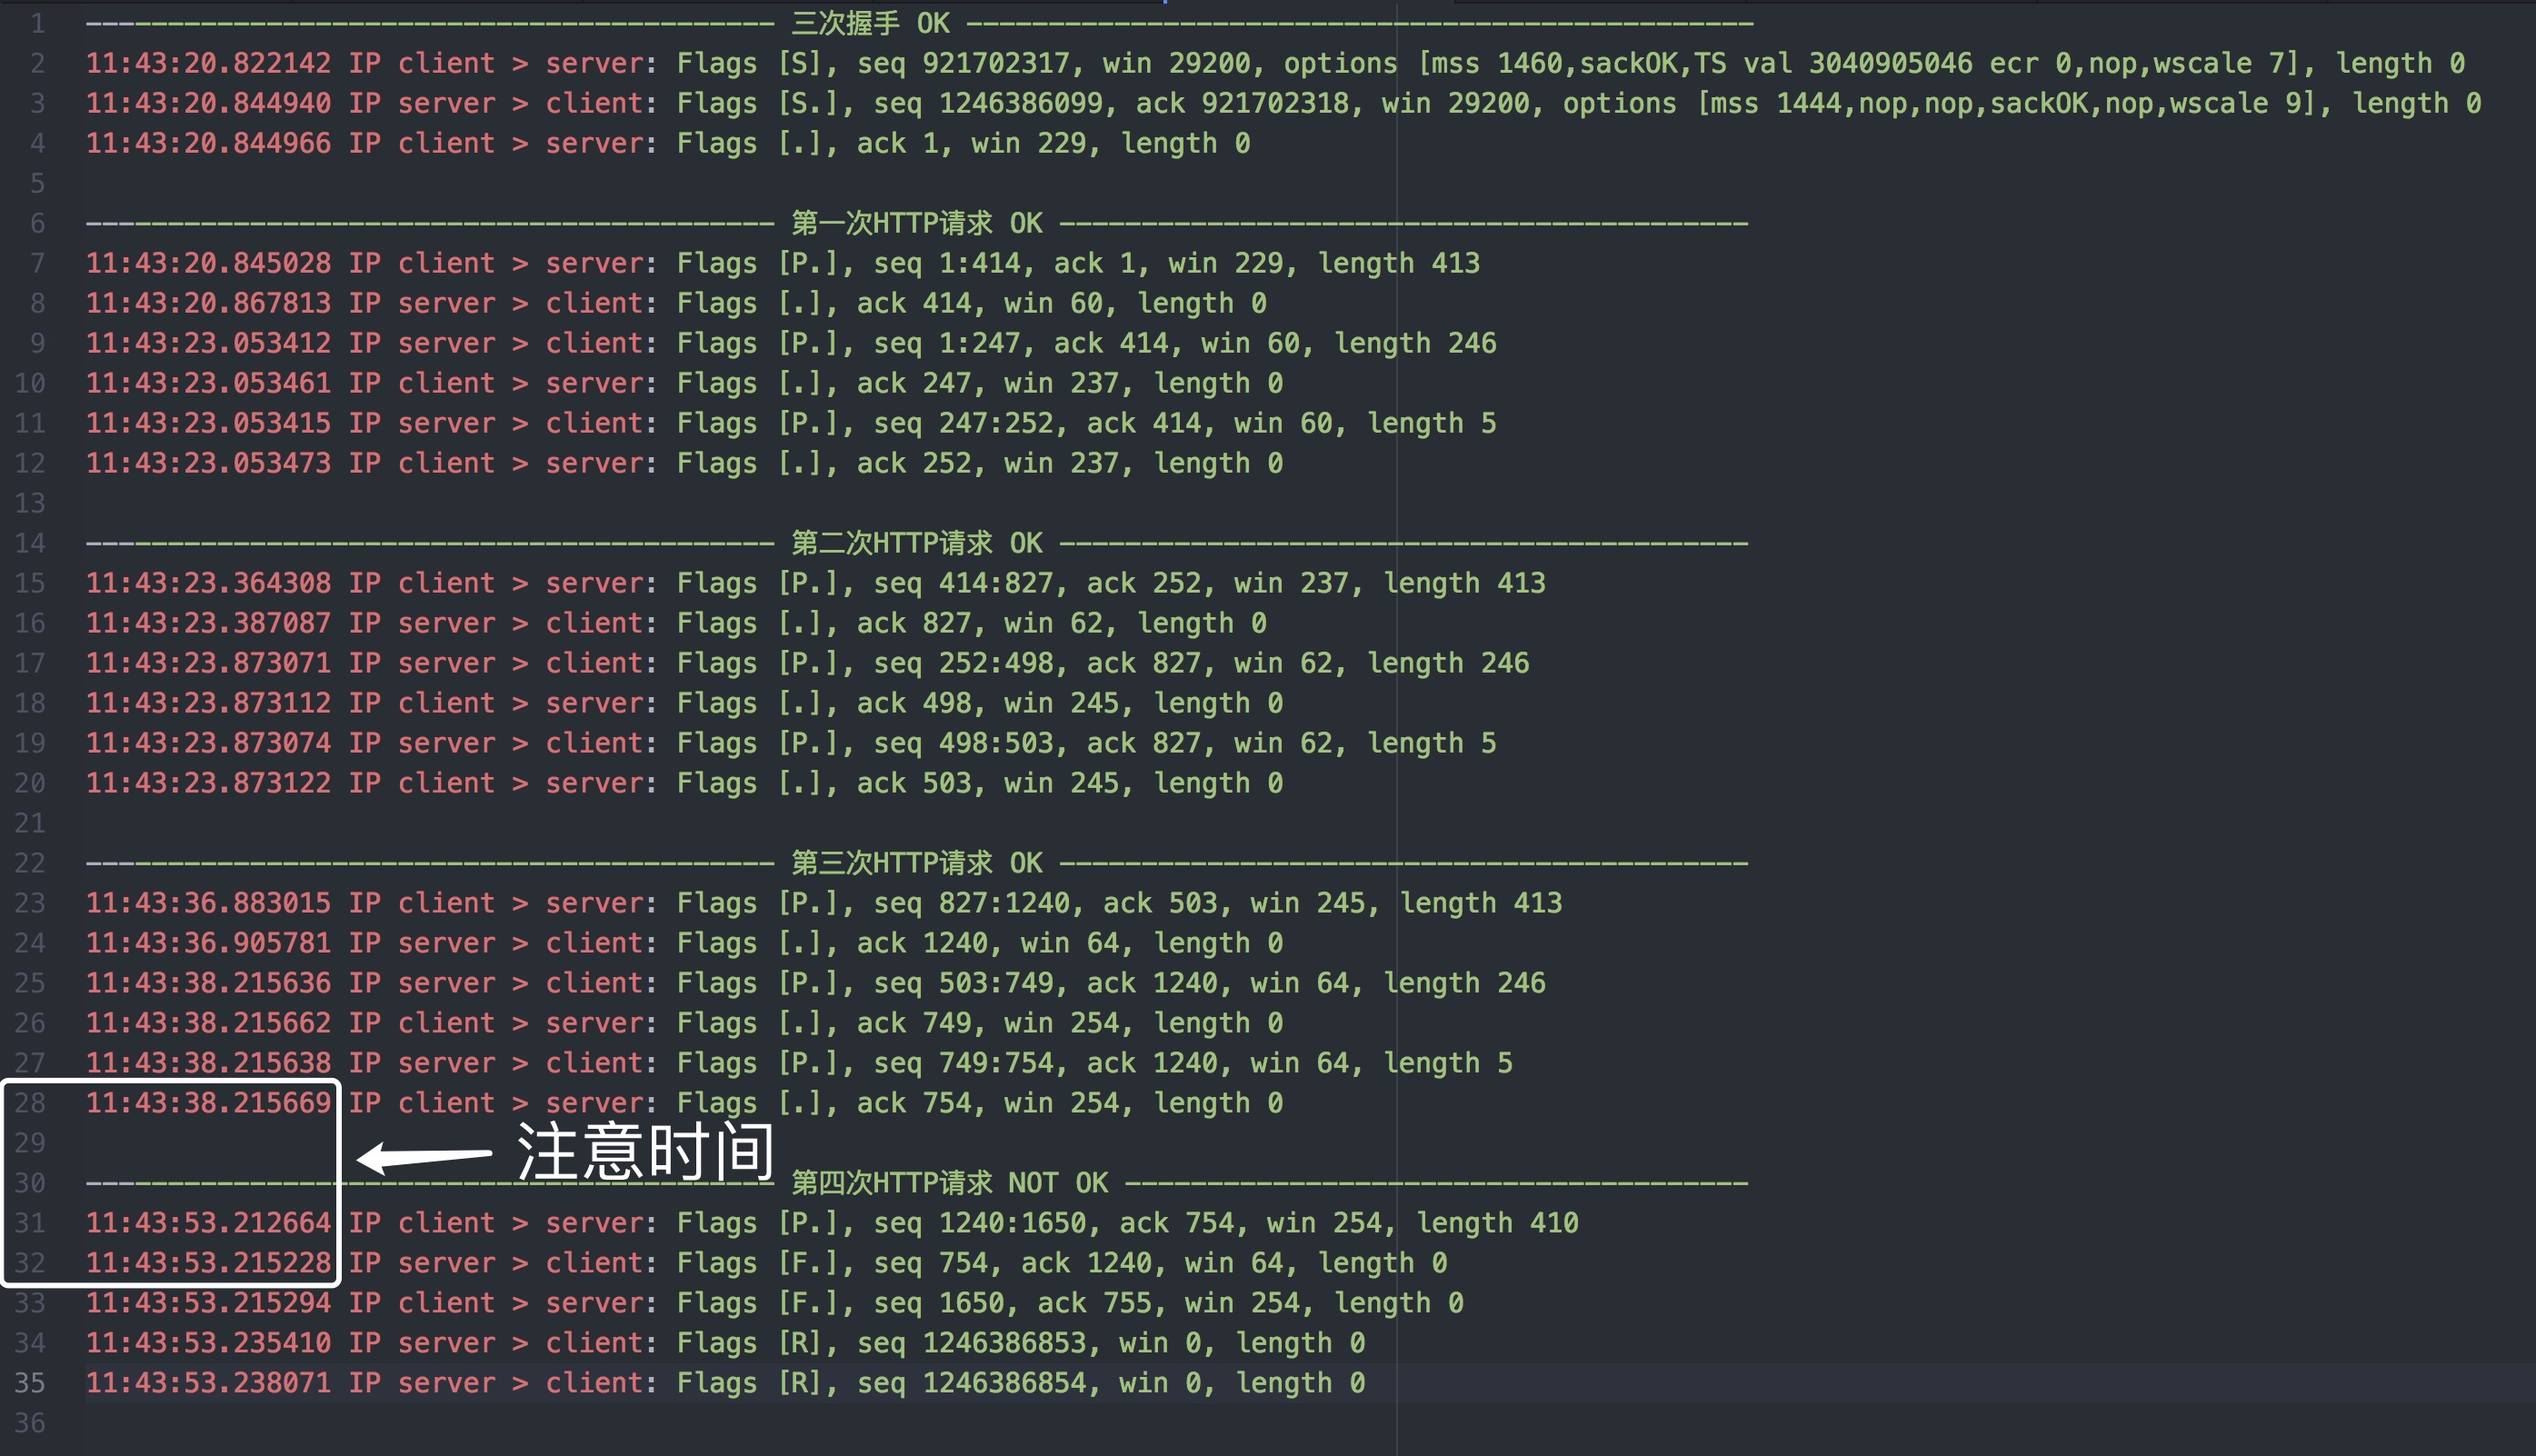 1 ------------------------------------------ 三次握手 OK ------------------------------------------------
2 11:43:20.822142 IP client > server: Flags [S], seq 921702317, win 29200, options [mss 1460,sackOK,TS val 3040905046 ecr 0,nop,wscale 7], length 0
3 11:43:20.844940 IP server > client: Flags [S.], seq 1246386099, ack 921702318, win 29200, options [mss 1444,nop,nop,sackOK,nop,wscale 9], length 0
4 11:43:20.844966 IP client > server: Flags [.], ack 1, win 229, length 0
5
6 ------------------------------------------ 第一次HTTP请求 OK ------------------------------------------
7 11:43:20.845028 IP client > server: Flags [P.], seq 1:414, ack 1, win 229, length 413
8 11:43:20.867813 IP server > client: Flags [.], ack 414, win 60, length 0
9 11:43:23.053412 IP server > client: Flags [P.], seq 1:247, ack 414, win 60, length 246
10 11:43:23.053461 IP client > server: Flags [.], ack 247, win 237, length 0
11 11:43:23.053415 IP server > client: Flags [P.], seq 247:252, ack 414, win 60, length 5
12 11:43:23.053473 IP client > server: Flags [.], ack 252, win 237, length 0
13
14 ------------------------------------------ 第二次HTTP请求 OK ------------------------------------------
15 11:43:23.364308 IP client > server: Flags [P.], seq 414:827, ack 252, win 237, length 413
16 11:43:23.387087 IP server > client: Flags [.], ack 827, win 62, length 0
17 11:43:23.873071 IP server > client: Flags [P.], seq 252:498, ack 827, win 62, length 246
18 11:43:23.873112 IP client > server: Flags [.], ack 498, win 245, length 0
19 11:43:23.873074 IP server > client: Flags [P.], seq 498:503, ack 827, win 62, length 5
20 11:43:23.873122 IP client > server: Flags [.], ack 503, win 245, length 0
21
22 ------------------------------------------ 第三次HTTP请求 OK ------------------------------------------
23 11:43:36.883015 IP client > server: Flags [P.], seq 827:1240, ack 503, win 245, length 413
24 11:43:36.905781 IP server > client: Flags [.], ack 1240, win 64, length 0
25 11:43:38.215636 IP server > client: Flags [P.], seq 503:749, ack 1240, win 64, length 246
26 11:43:38.215662 IP client > server: Flags [.], ack 749, win 254, length 0
27 11:43:38.215638 IP server > client: Flags [P.], seq 749:754, ack 1240, win 64, length 5
28 11:43:38.215669 IP client > server: Flags [.], ack 754, win 254, length 0
29
注意时间
30 ------------------------------------------ 第四次HTTP请求 NOT OK --------------------------------------
31 11:43:53.212664 IP client > server: Flags [P.], seq 1240:1650, ack 754, win 254, length 410
32 11:43:53.215228 IP server > client: Flags [F.], seq 754, ack 1240, win 64, length 0
33 11:43:53.215294 IP client > server: Flags [F.], seq 1650, ack 755, win 254, length 0
34 11:43:53.235410 IP server > client: Flags [R], seq 1246386853, win 0, length 0
35 11:43:53.238071 IP server > client: Flags [R], seq 1246386854, win 0, length 0
36